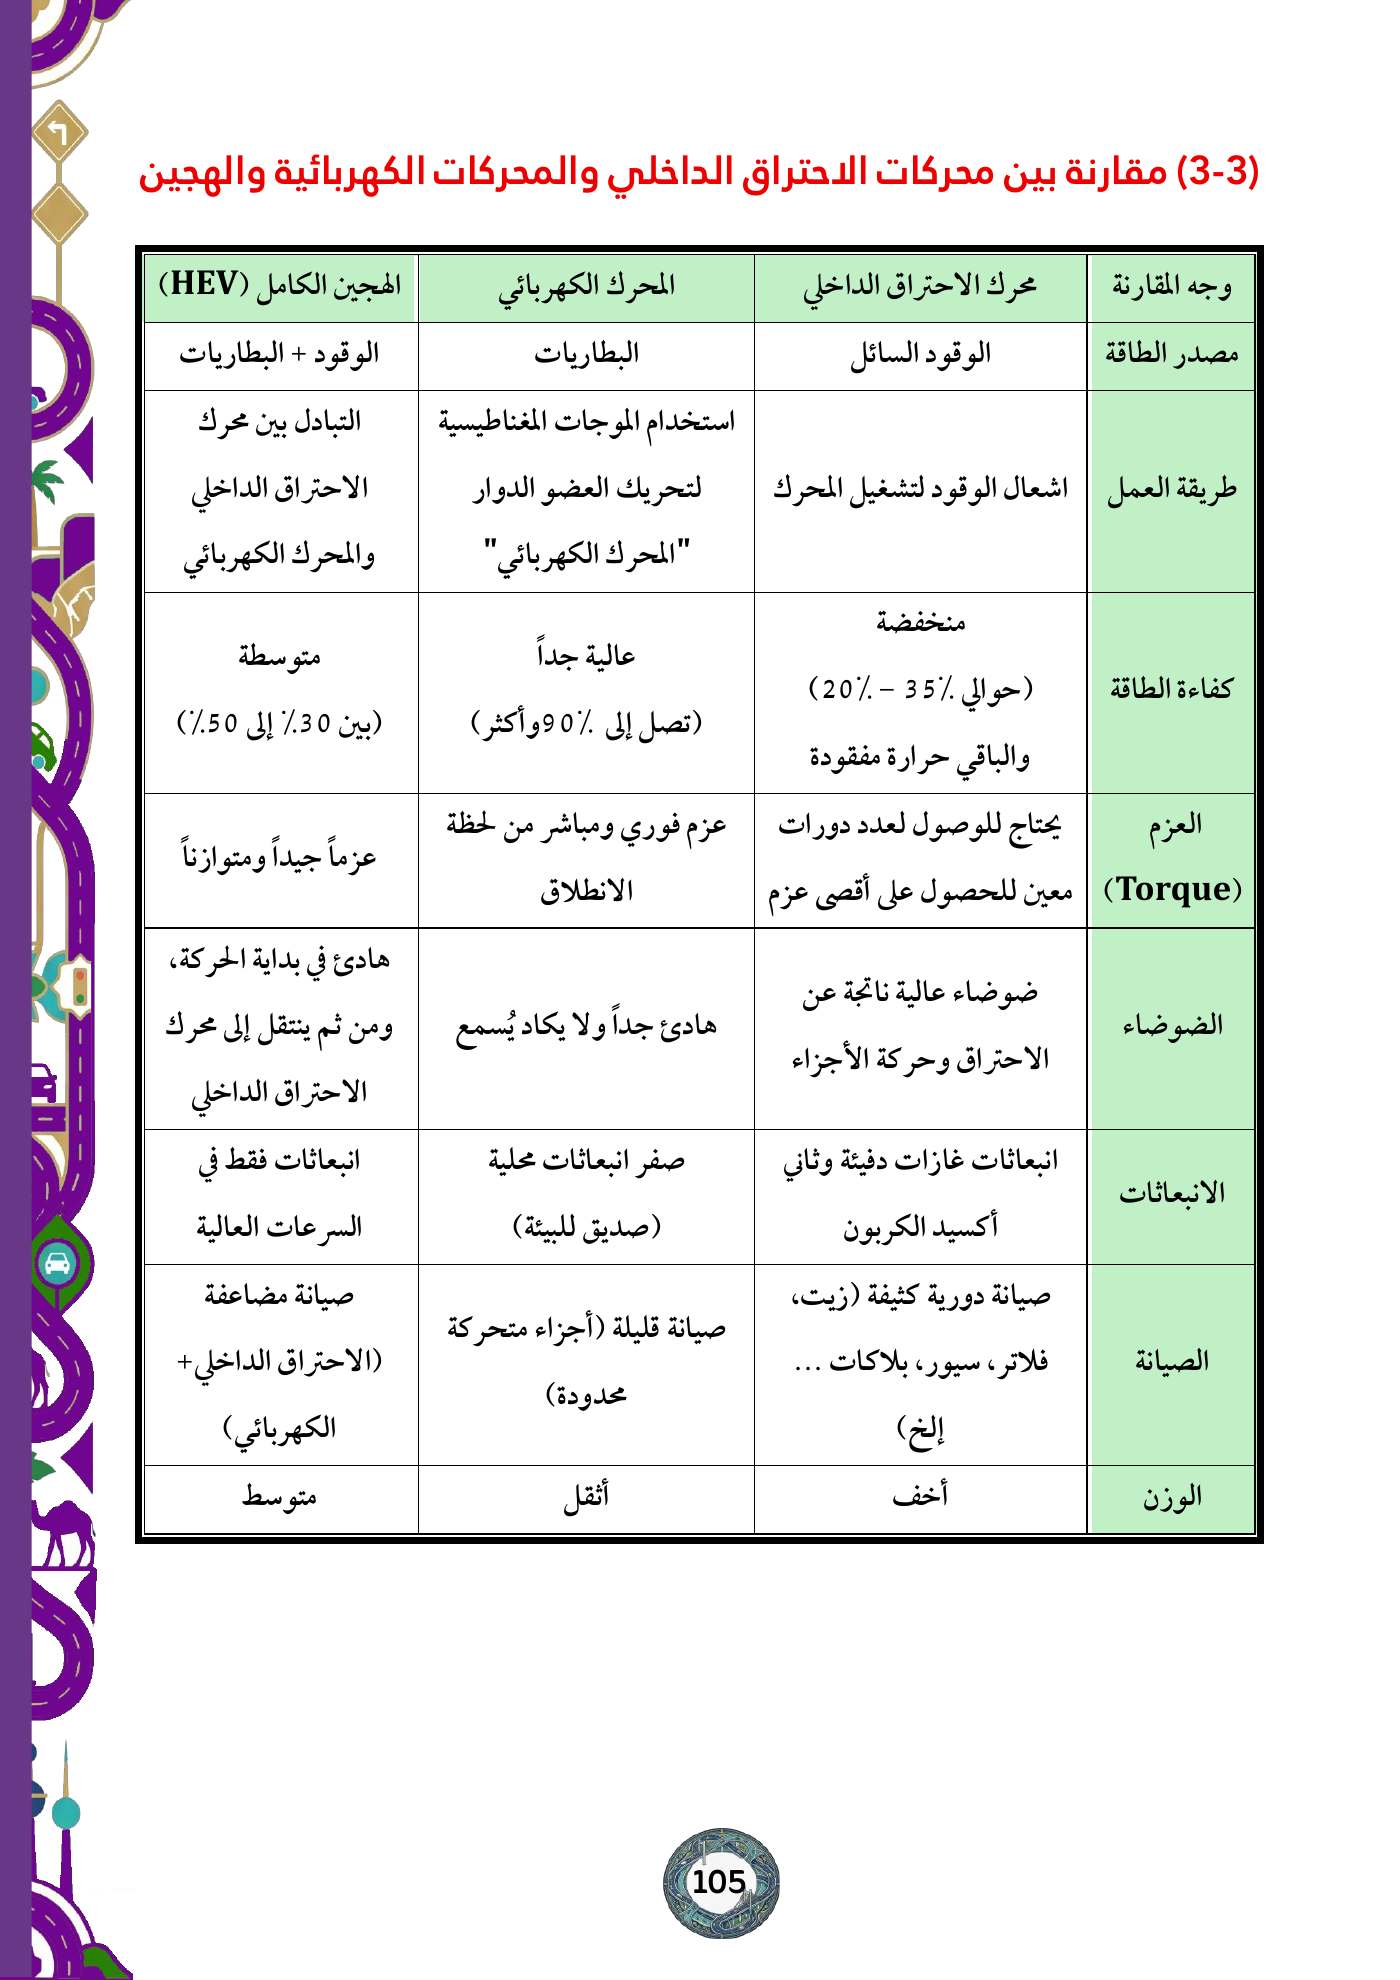 (3-3) مقارنة بين محركات الاحتراق الداخلي والمحركات الكهربائية والهجين
وجه المقارنة
محرك الاحتراق الداخلي
المحرك الكهربائي
الهجين الكامل (HEV)
مصدر الطاقة
الوقود السائل
البطاريات
الوقود + البطاريات
طريقة العمل
اشعال الوقود لتشغيل المحرك
استخدام الموجات المغناطيسية
لتحريك العضو الدوار
"المحرك الكهربائي"
التبادل بين محرك
الاحتراق الداخلي
والمحرك الكهربائي
كفاءة الطاقة
منخفضة
(حوالي 35٪ – 20٪)
والباقي حرارة مفقودة
عالية جداً
(تصل إلى 90٪ وأكثر)
متوسطة
(بين 30٪ إلى 50٪)
العزم
(Torque)
يحتاج للوصول لعدد دورات
معين للحصول على أقصى عزم
عزم فوري ومباشر من لحظة
الانطلاق
عزماً جيداً ومتوازناً
الضوضاء
ضوضاء عالية ناتجة عن
الاحتراق وحركة الأجزاء
هادئ جداً ولا يكاد يُسمع
هادئ في بداية الحركة،
ومن ثم ينتقل إلى محرك
الاحتراق الداخلي
الانبعاثات
انبعاثات غازات دفيئة وثاني
أكسيد الكربون
صفر انبعاثات محلية
(صديق للبيئة)
انبعاثات فقط في
السرعات العالية
الصيانة
صيانة دورية كثيفة (زيت،
فلاتر، سيور، بلاكات ...
إلخ)
صيانة قليلة (أجزاء متحركة
محدودة)
صيانة مضاعفة
(الاحتراق الداخلي+
الكهربائي)
الوزن
أخف
أثقل
متوسط
105